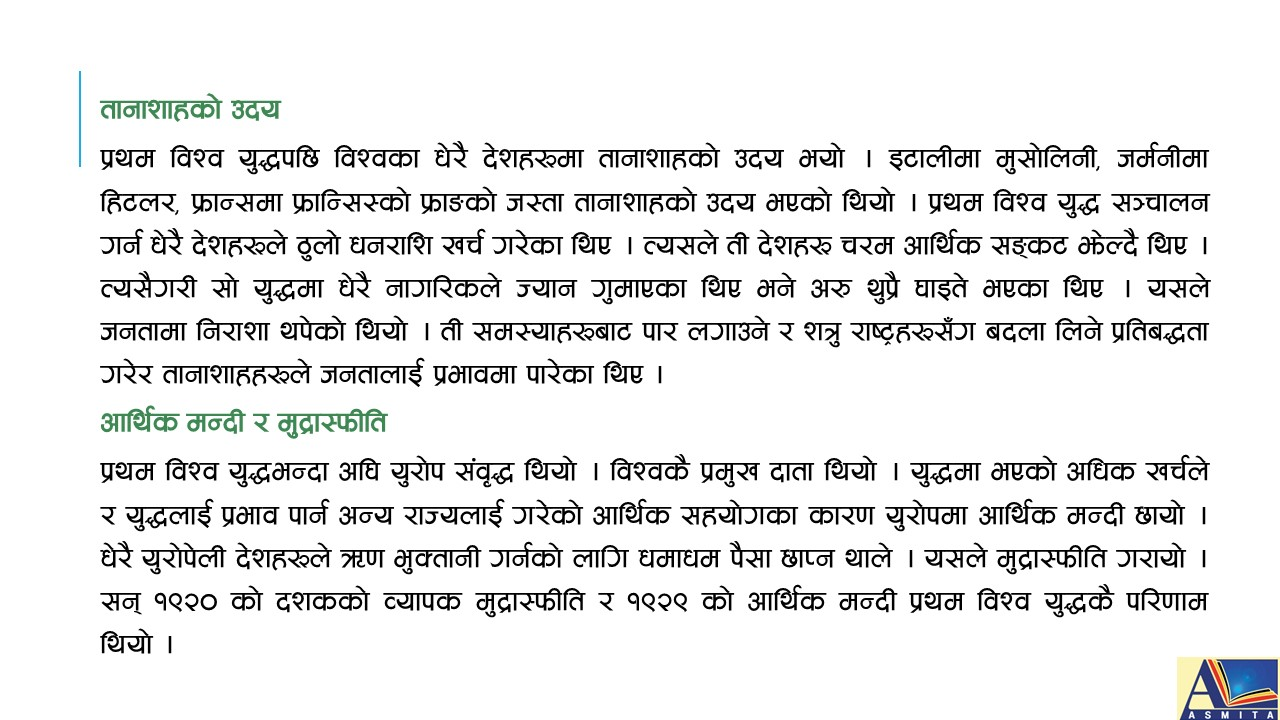 तानाशाहको उदय
प्रथम विश्व युद्धपछि विश्वका धेरै देशहरूमा तानाशाहको उदय भयो । इटालीमा मुसोलिनी, जर्मनीमा
हिटलर, फ्रान्समा फ्रान्सिस्को फ्राङको जस्ता तानाशाहको उदय भएको थियो । प्रथम विश्व युद्ध सञ्चालन
गर्न धेरै देशहरूले ठुलो धनराशि खर्च गरेका थिए । त्यसले ती देशहरू चरम आर्थिक सङ्कट झेल्दै थिए ।
त्यसैगरी सो युद्धमा धेरै नागरिकले ज्यान गुमाएका थिए भने अरु थुप्रै घाइते भएका थिए । यसले
जनतामा निराशा थपेको थियो । ती समस्याहरूबाट पार लगाउने र शत्रु राष्ट्रहरूसँग बदला लिने प्रतिबद्धता
गरेर तानाशाहहरूले जनतालाई प्रभावमा पारेका थिए ।
आर्थिक मन्दी र मुद्रास्फीति
प्रथम विश्व युद्धभन्दा अघि युरोप संवृद्ध थियो । विश्वकै प्रमुख दाता थियो । युद्धमा भएको अधिक खर्चले
र युद्धलाई प्रभाव पार्न अन्य राज्यलाई गरेको आर्थिक सहयोगका कारण युरोपमा आर्थिक मन्दी छायो ।
धेरै युरोपेली देशहरूले ऋण भुक्तानी गर्नको लागि धमाधम पैसा छाप्न थाले । यसले मुद्रास्फीति गरायो ।
सन् १९२० को दशकको व्यापक मुद्रास्फीति र १९२९ को आर्थिक मन्दी प्रथम विश्व युद्धकै परिणाम
थियो ।
ASMITA